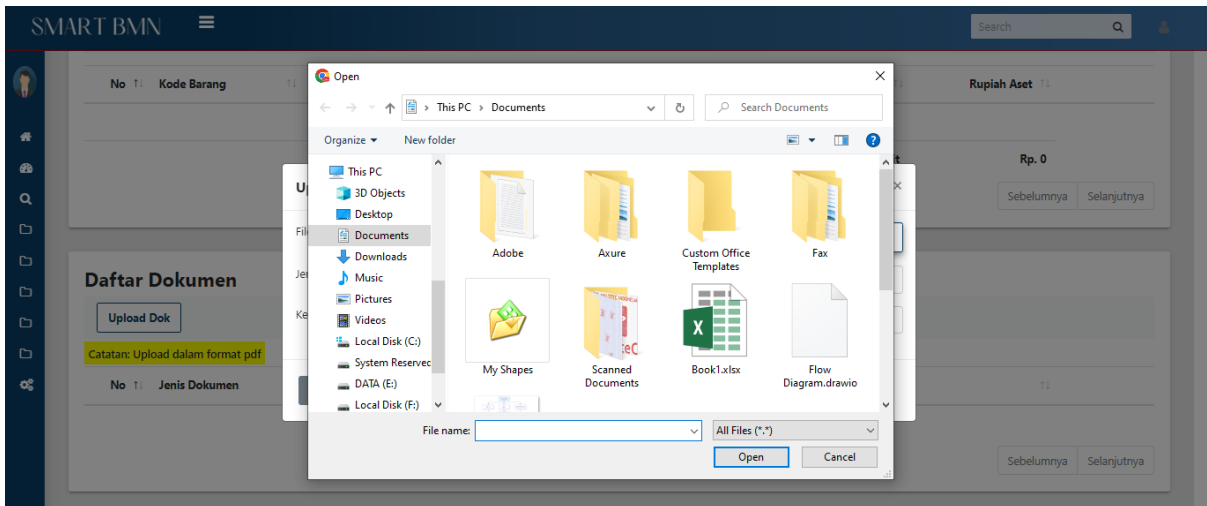 SMART BMN
Search
No Kode Barang Rupiah Aset
Rp. 0
Sebelumnya Selanjutnya
Daftar Dokumen
Upload Dok
Catatan: Upload dalam format pdf
No Jenis Dokumen
Sebelumnya Selanjutnya
Open
This PC > Documents
Search Documents
Organize
New folder
This PC
3D Objects
Desktop
Documents
Downloads
Music
Pictures
Videos
Local Disk (C:)
System Reserved
DATA (E:)
Local Disk (F:)
Adobe
Axure
Custom Office
Templates
Fax
My Shapes
Scanned
Documents
Book1.xlsx
Flow
Diagram.drawio
File name:
All Files (*.*)
Open
Cancel